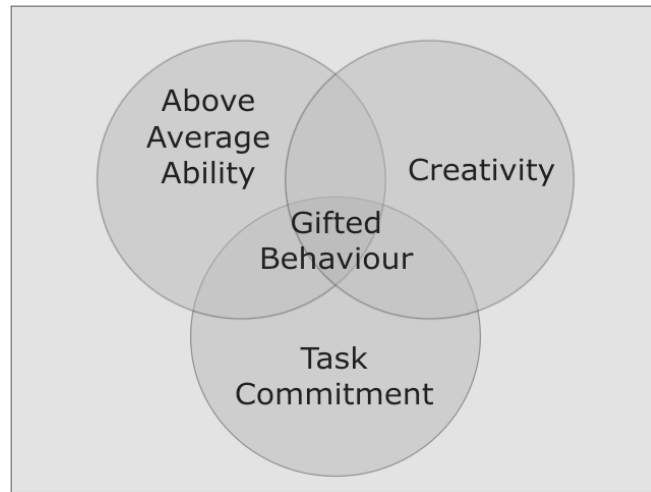 Above
Average
Ability
Creativity
Gifted
Behaviour
Task
Commitment